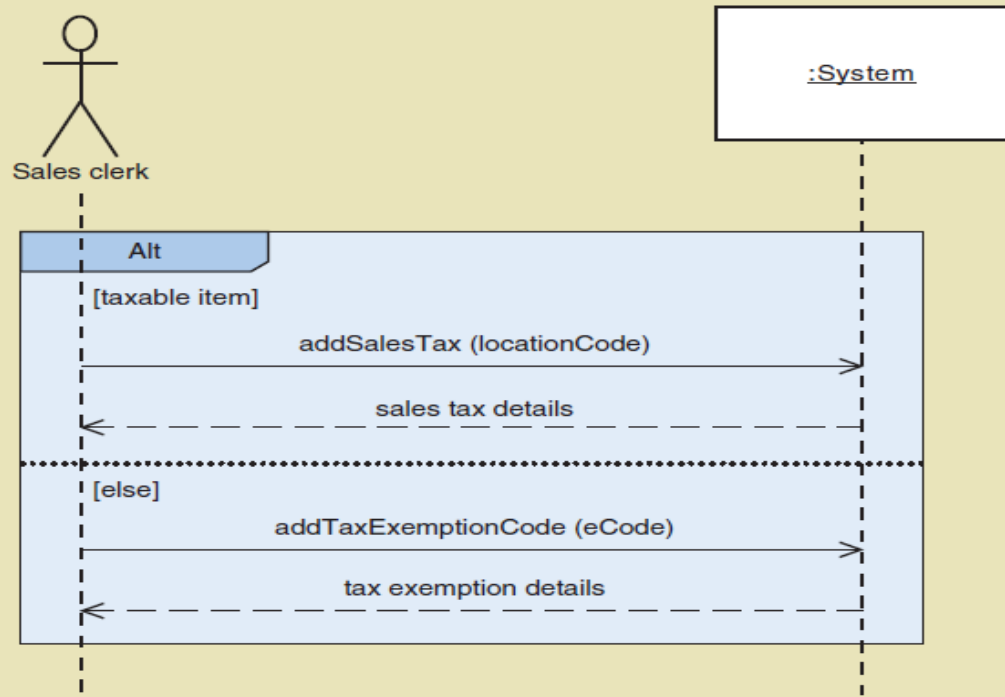 :System
Sales clerk
Alt
[taxable item]
addSalesTax (locationCode)
sales tax details
[else]
addTaxExemptionCode (eCode)
tax exemption details